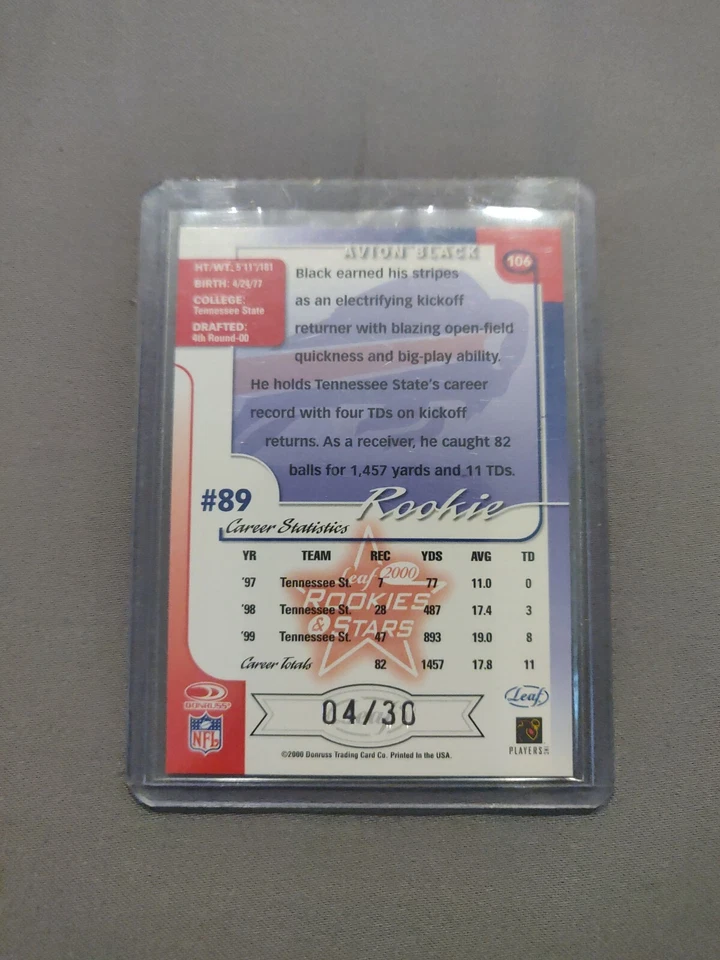 AVION BLACK
106
HT/WT: 5'11"/181
BIRTH: 4/29/77
COLLEGE:
Tennessee State
DRAFTED:
4th Round-00
Black earned his stripes
as an electrifying kickoff
returner with blazing open-field
quickness and big-play ability.
He holds Tennessee State's career
record with four TDs on kickoff
returns. As a receiver, he caught 82
balls for 1,457 yards and 11 TDs.
#89
Rookie
Career Statistics
YR TEAM REC YDS AVG TD
'97 Tennessee St. 7 77 11.0 0
'98 Tennessee St. 28 487 17.4 3
'99 Tennessee St. 47 893 19.0 8
Career Totals 82 1457 17.8 11
Leaf 2000
ROOKIES
& STARS
DONRUSS
NFL
04/30
Leaf
PLAYERS INC
©2000 Donruss Trading Card Co. Printed In the USA.